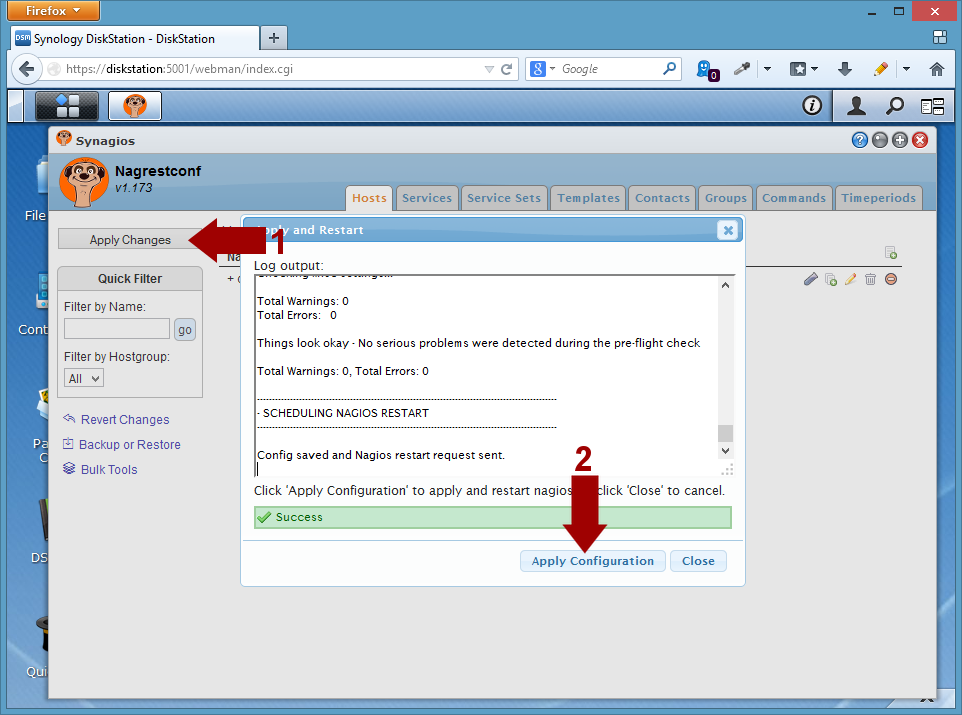 Firefox
DSM Synology DiskStation - DiskStation
https://diskstation:5001/webman/index.cgi
8 Google
0
Synagios
Nagrestconf
v1.173
Hosts
Services
Service Sets
Templates
Contacts
Groups
Commands
Timeperiods
Apply Changes
1
Apply and Restart
Na
+
Quick Filter
Filter by Name:
go
Filter by Hostgroup:
All
Revert Changes
Backup or Restore
Bulk Tools
Log output:
Total Warnings: 0
Total Errors: 0
Things look okay - No serious problems were detected during the pre-flight check
Total Warnings: 0, Total Errors: 0
- SCHEDULING NAGIOS RESTART
Config saved and Nagios restart request sent.
2
Click 'Apply Configuration' to apply and restart nagios click 'Close' to cancel.
Success
Apply Configuration
Close
File
Cont
Pa
C
DS
Qui